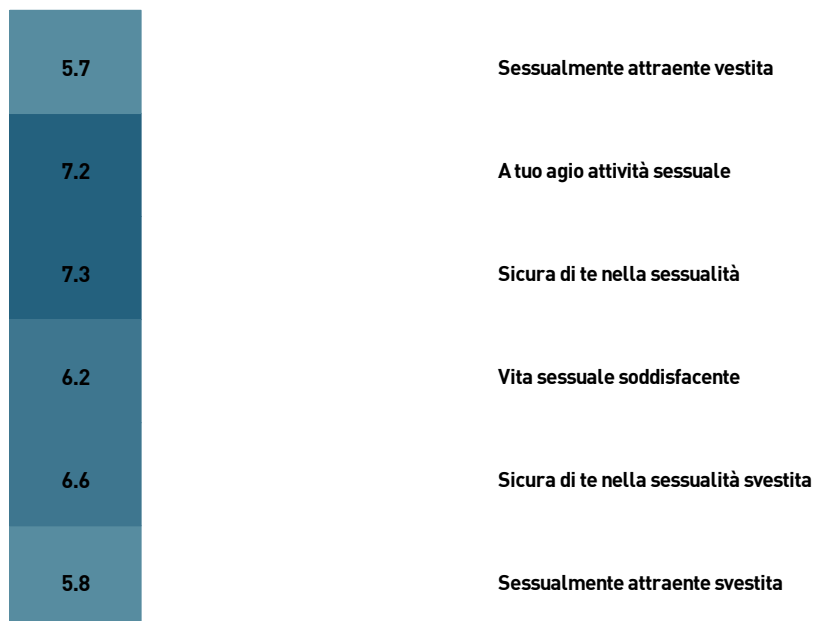 5.7 Sessualmente attraente vestita
7.2 A tuo agio attività sessuale
7.3 Sicura di te nella sessualità
6.2 Vita sessuale soddisfacente
6.6 Sicura di te nella sessualità svestita
5.8 Sessualmente attraente svestita